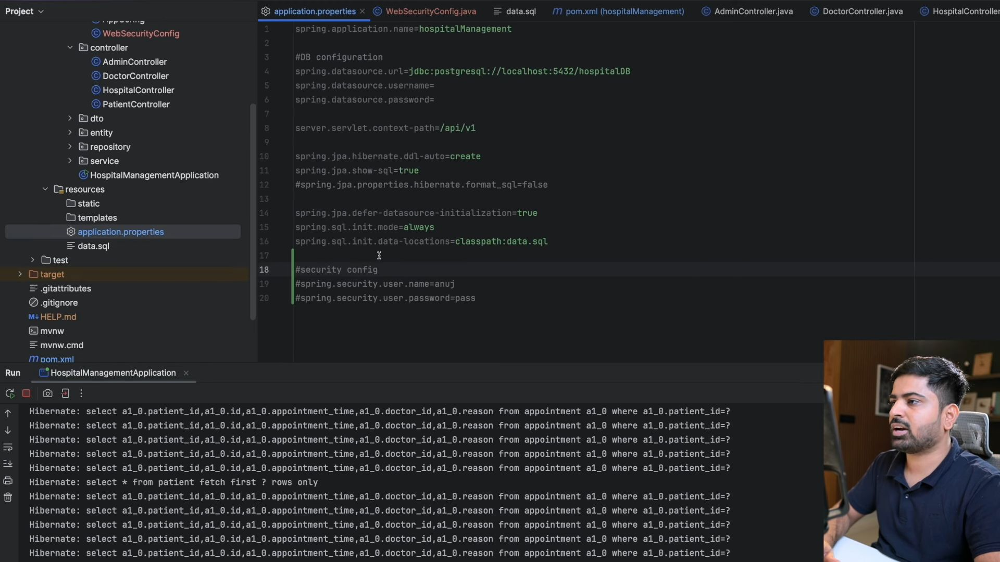 Project
application.properties
WebSecurityConfig.java
data.sql
pom.xml (hospitalManagement)
AdminController.java
DoctorController.java
HospitalController
AppConfig
WebSecurityConfig
controller
AdminController
DoctorController
HospitalController
PatientController
dto
entity
repository
service
HospitalManagementApplication
resources
static
templates
application.properties
data.sql
test
target
.gitattributes
.gitignore
HELP.md
mvnw
mvnw.cmd
pom.xml
1 spring.application.name=hospitalManagement
2
3 #DB configuration
4 spring.datasource.url=jdbc:postgresql://localhost:5432/hospitalDB
5 spring.datasource.username=
6 spring.datasource.password=
7
8 server.servlet.context-path=/api/v1
9
10 spring.jpa.hibernate.ddl-auto=create
11 spring.jpa.show-sql=true
12 #spring.jpa.properties.hibernate.format_sql=false
13
14 spring.jpa.defer-datasource-initialization=true
15 spring.sql.init.mode=always
16 spring.sql.init.data-locations=classpath:data.sql
17
18 #security config
19 #spring.security.user.name=anuj
20 #spring.security.user.password=pass
Run HospitalManagementApplication
Hibernate: select a1_0.patient_id,a1_0.id,a1_0.appointment_time,a1_0.doctor_id,a1_0.reason from appointment a1_0 where a1_0.patient_id=?
Hibernate: select a1_0.patient_id,a1_0.id,a1_0.appointment_time,a1_0.doctor_id,a1_0.reason from appointment a1_0 where a1_0.patient_id=?
Hibernate: select a1_0.patient_id,a1_0.id,a1_0.appointment_time,a1_0.doctor_id,a1_0.reason from appointment a1_0 where a1_0.patient_id=?
Hibernate: select a1_0.patient_id,a1_0.id,a1_0.appointment_time,a1_0.doctor_id,a1_0.reason from appointment a1_0 where a1_0.patient_id=?
Hibernate: select a1_0.patient_id,a1_0.id,a1_0.appointment_time,a1_0.doctor_id,a1_0.reason from appointment a1_0 where a1_0.patient_id=?
Hibernate: select * from patient fetch first ? rows only
Hibernate: select a1_0.patient_id,a1_0.id,a1_0.appointment_time,a1_0.doctor_id,a1_0.reason from appointment a1_0 where a1_0.patient_id=?
Hibernate: select a1_0.patient_id,a1_0.id,a1_0.appointment_time,a1_0.doctor_id,a1_0.reason from appointment a1_0 where a1_0.patient_id=?
Hibernate: select a1_0.patient_id,a1_0.id,a1_0.appointment_time,a1_0.doctor_id,a1_0.reason from appointment a1_0 where a1_0.patient_id=?
Hibernate: select a1_0.patient_id,a1_0.id,a1_0.appointment_time,a1_0.doctor_id,a1_0.reason from appointment a1_0 where a1_0.patient_id=?
Hibernate: select a1_0.patient_id,a1_0.id,a1_0.appointment_time,a1_0.doctor_id,a1_0.reason from appointment a1_0 where a1_0.patient_id=?